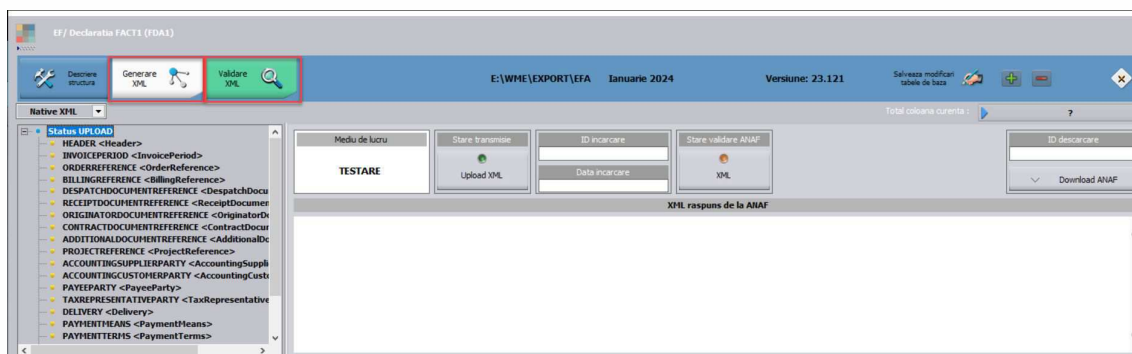 EF/ Declaratia FACT1 (FDA1)
Descriere structura
Generare XML
Validare XML
E:\WME\EXPORT\EFA Ianuarie 2024
Versiune: 23.121
Salveaza modificari tabele de baza
Native XML
Total coloana curenta :
?
Status UPLOAD
HEADER <Header>
INVOICEPERIOD <InvoicePeriod>
ORDERREFERENCE <OrderReference>
BILLINGREFERENCE <BillingReference>
DESPATCHDOCUMENTREFERENCE <DespatchDocu
RECEIPTDOCUMENTREFERENCE <ReceiptDocumen
ORIGINATORDOCUMENTREFERENCE <OriginatorDo
CONTRACTDOCUMENTREFERENCE <ContractDocur
ADDITIONALDOCUMENTREFERENCE <AdditionalDc
PROJECTREFERENCE <ProjectReference>
ACCOUNTINGSUPPLIERPARTY <AccountingSuppli
ACCOUNTINGCUSTOMERPARTY <AccountingCusto
PAYEEPARTY <PayeeParty>
TAXREPRESENTATIVEPARTY <TaxRepresentative
DELIVERY <Delivery>
PAYMENTMEANS <PaymentMeans>
PAYMENTTERMS <PaymentTerms>
Mediu de lucru
TESTARE
Stare transmisie
Upload XML
ID incarcare
Data incarcare
Stare validare ANAF
XML
ID descarcare
Download ANAF
XML raspuns de la ANAF